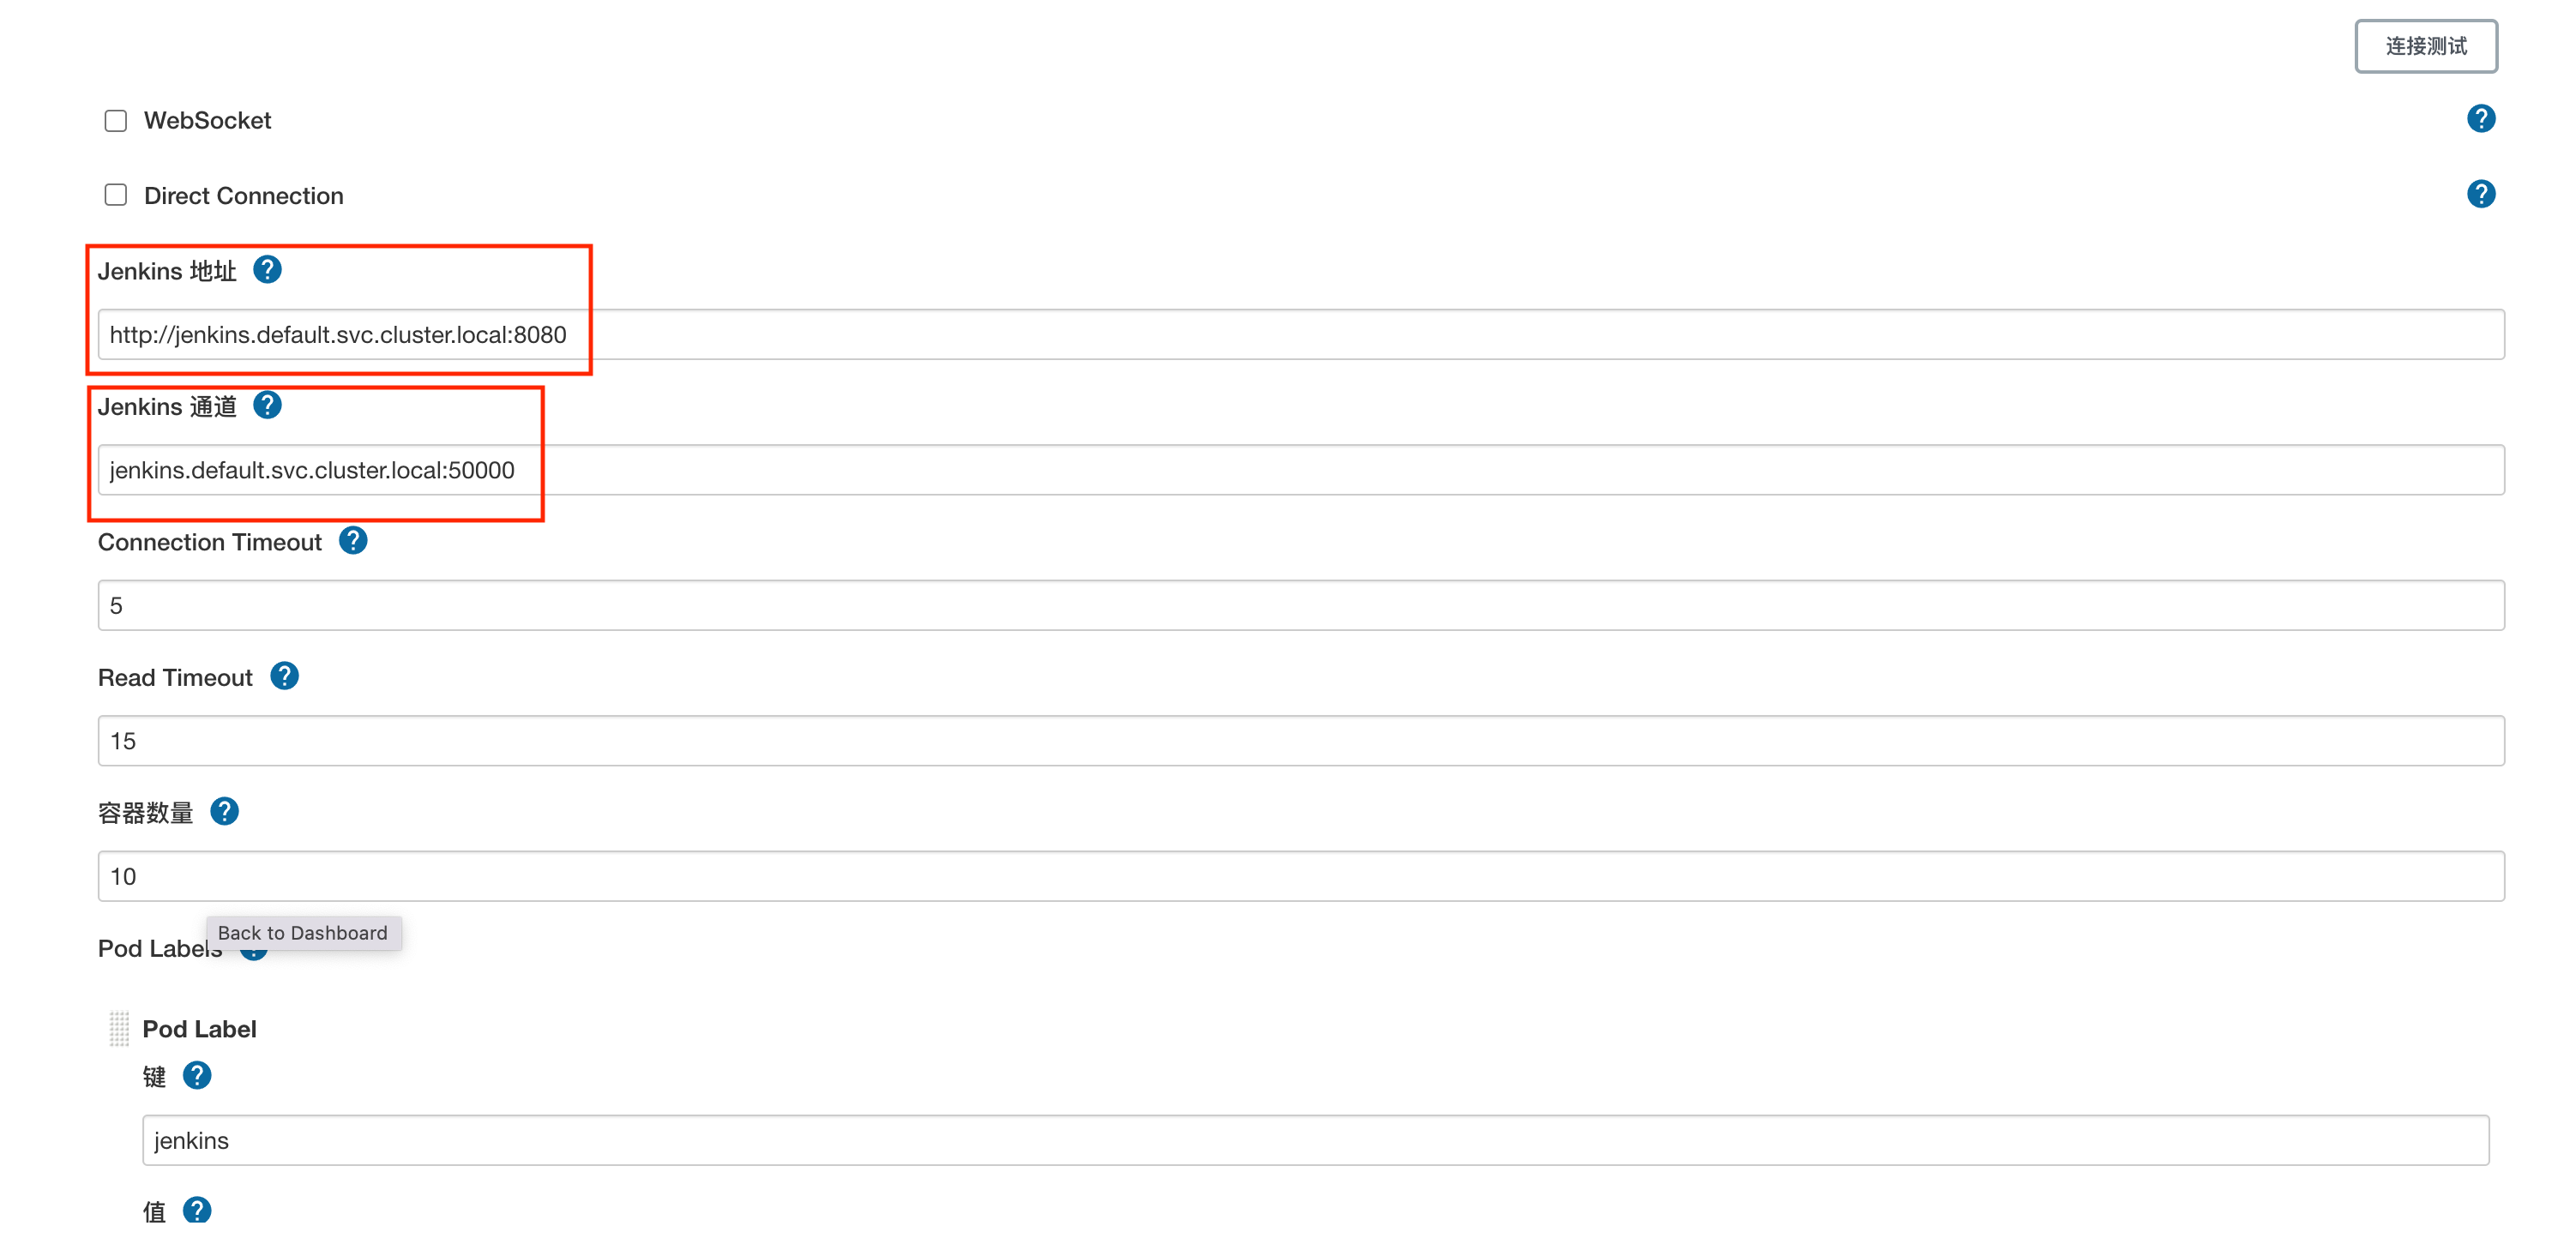 连接测试
WebSocket
Direct Connection
Jenkins 地址
http://jenkins.default.svc.cluster.local:8080
Jenkins 通道
jenkins.default.svc.cluster.local:50000
Connection Timeout
5
Read Timeout
15
容器数量
10
Back to Dashboard
Pod Labels
Pod Label
键
jenkins
值